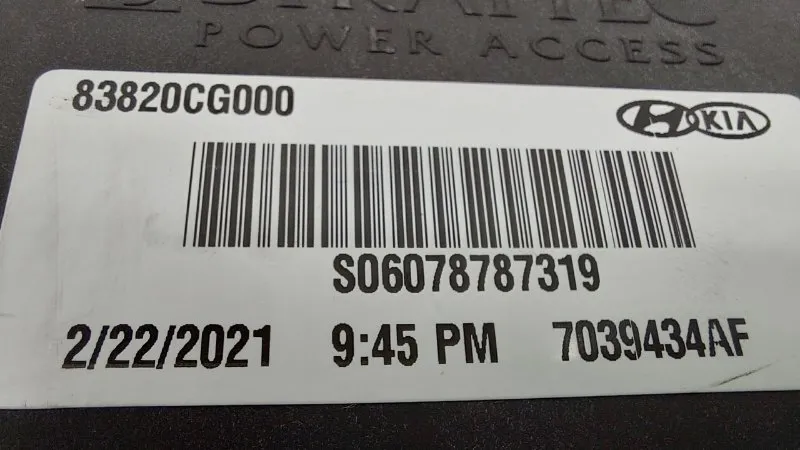 POWER ACCESS
83820CG000
KIA
S06078787319
2/22/2021 9:45 PM 7039434AF